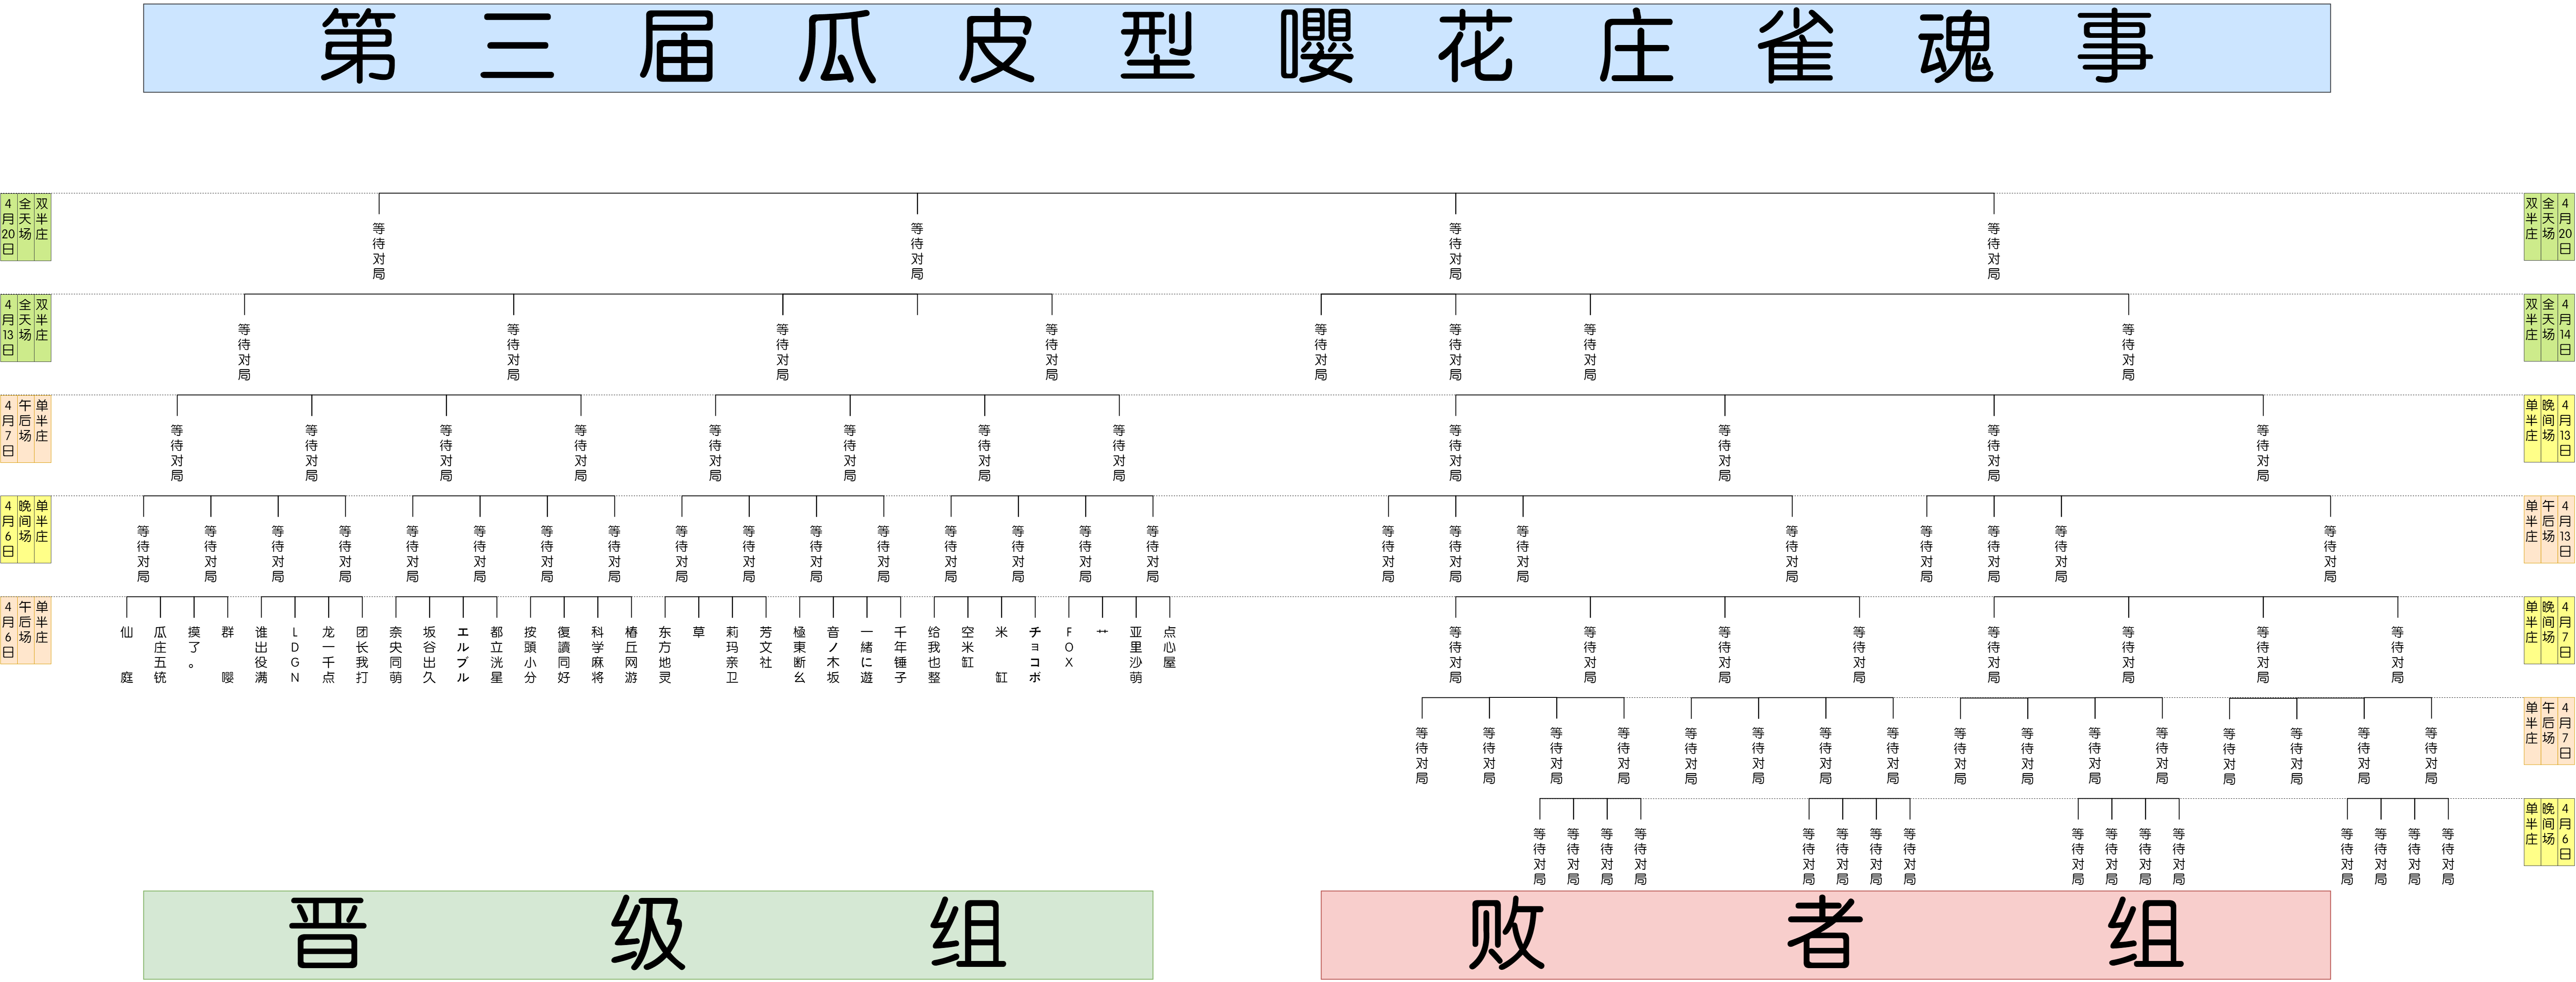 第三届瓜皮型嘤花庄雀魂事
4月20日 全天场 双半庄
等待对局 等待对局 等待对局 等待对局
双半庄 全天场 4月20日
4月13日 全天场 双半庄
等待对局 等待对局 等待对局 等待对局 等待对局 等待对局 等待对局 等待对局
双半庄 全天场 4月14日
4月7日 午后场 单半庄
等待对局 等待对局 等待对局 等待对局 等待对局 等待对局 等待对局 等待对局 等待对局 等待对局 等待对局 等待对局
单半庄 晚间场 4月13日
4月6日 晚间场 单半庄
等待对局 等待对局 等待对局 等待对局 等待对局 等待对局 等待对局 等待对局 等待对局 等待对局 等待对局 等待对局 等待对局 等待对局 等待对局 等待对局 等待对局 等待对局 等待对局 等待对局 等待对局 等待对局 等待对局 等待对局
单半庄 午后场 4月13日
4月6日 午后场 单半庄
仙庭 瓜庄五铳 摸了。 群嘤 谁出役满 LDGN 龙一千点 团长我打 奈央同萌 坂谷出久 エルブル 都立洸星 按頭小分 復讀同好 科学麻将 椿丘网游 东方地灵 草 莉玛亲卫 芳文社 極東断幺 音ノ木坂 一緒に遊 千年锤子 给我也整 空米缸 米缸 チョコボ FOX 艹 亚里沙萌 点心屋
等待对局 等待对局 等待对局 等待对局 等待对局 等待对局 等待对局 等待对局
单半庄 晚间场 4月7日
等待对局 等待对局 等待对局 等待对局 等待对局 等待对局 等待对局 等待对局 等待对局 等待对局 等待对局 等待对局 等待对局 等待对局 等待对局 等待对局
单半庄 午后场 4月7日
等待对局 等待对局 等待对局 等待对局 等待对局 等待对局 等待对局 等待对局 等待对局 等待对局 等待对局 等待对局 等待对局 等待对局 等待对局 等待对局
单半庄 晚间场 4月6日
晋级组
败者组